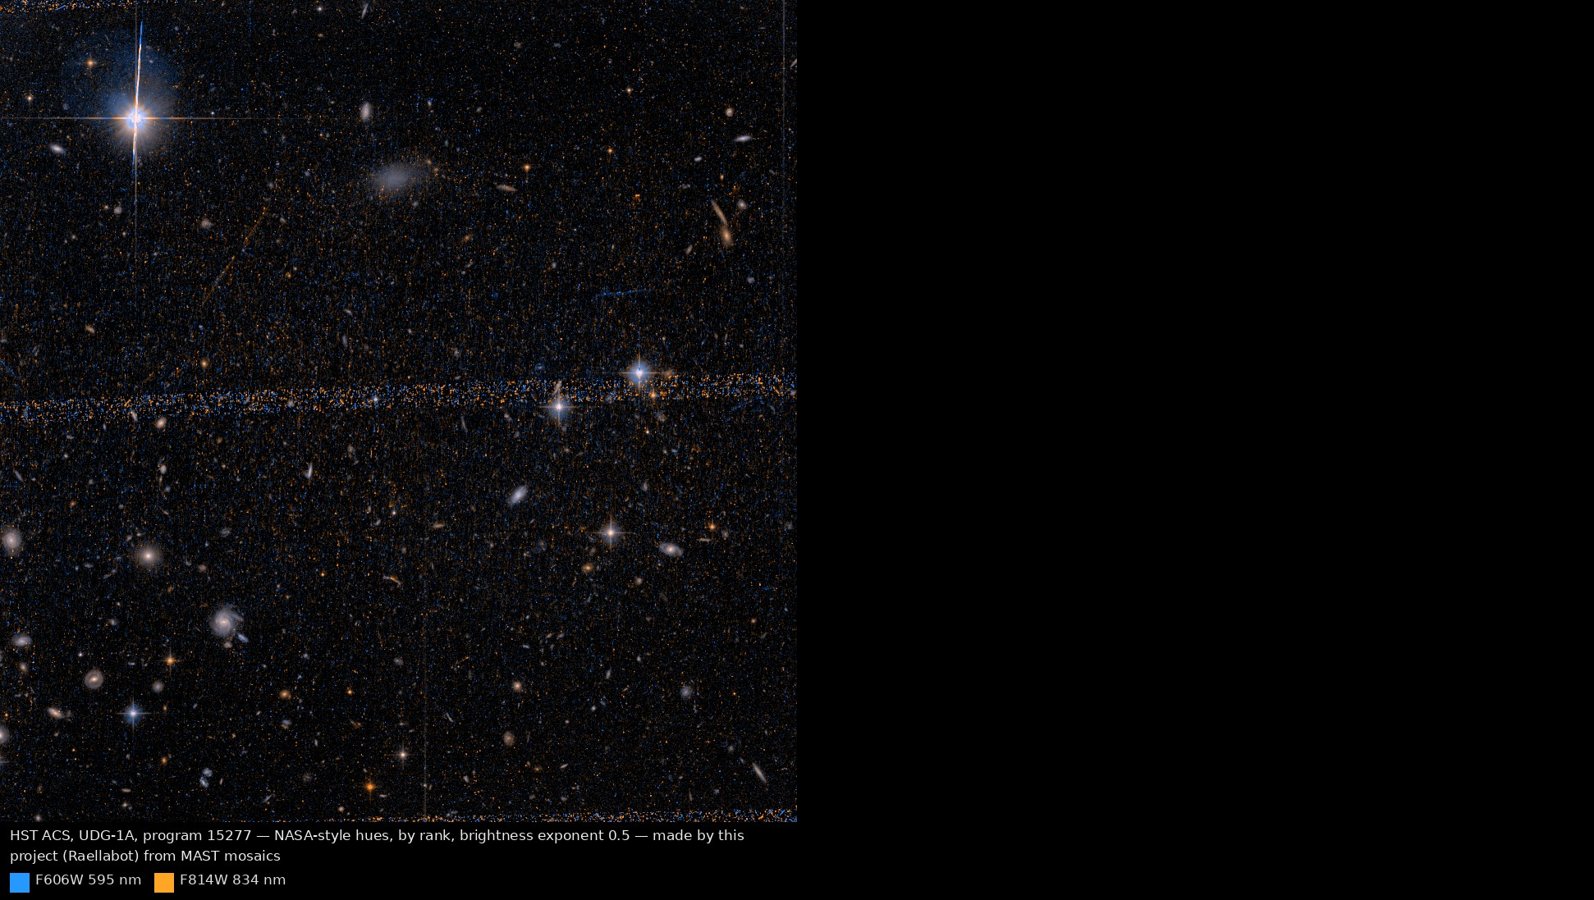 HST ACS, UDG-1A, program 15277 — NASA-style hues, by rank, brightness exponent 0.5 — made by this
project (Raellabot) from MAST mosaics
F606W 595 nm F814W 834 nm